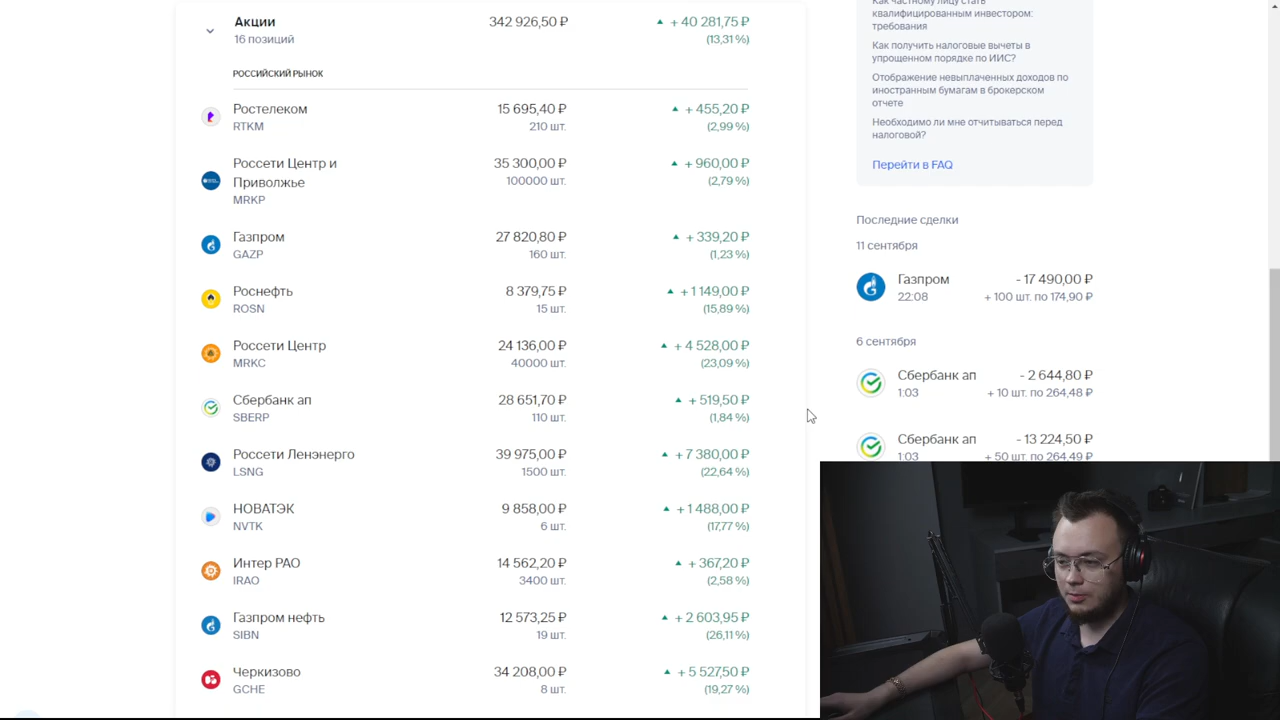 Акции
342 926,50 ₽
+ 40 281,75 ₽
16 позиций
(13,31 %)
РОССИЙСКИЙ РЫНОК
Ростелеком
15 695,40 ₽
+ 455,20 ₽
RTKM
210 шт.
(2,99 %)
Россети Центр и
Приволжье
35 300,00 ₽
+ 960,00 ₽
MRKP
100000 шт.
(2,79 %)
Газпром
27 820,80 ₽
+ 339,20 ₽
GAZP
160 шт.
(1,23 %)
Роснефть
8 379,75 ₽
+ 1 149,00 ₽
ROSN
15 шт.
(15,89 %)
Россети Центр
24 136,00 ₽
+ 4 528,00 ₽
MRKC
40000 шт.
(23,09 %)
Сбербанк ап
28 651,70 ₽
+ 519,50 ₽
SBERP
110 шт.
(1,84 %)
Россети Ленэнерго
39 975,00 ₽
+ 7 380,00 ₽
LSNG
1500 шт.
(22,64 %)
НОВАТЭК
9 858,00 ₽
+ 1 488,00 ₽
NVTK
6 шт.
(17,77 %)
Интер РАО
14 562,20 ₽
+ 367,20 ₽
IRAO
3400 шт.
(2,58 %)
Газпром нефть
12 573,25 ₽
+ 2 603,95 ₽
SIBN
19 шт.
(26,11 %)
Черкизово
34 208,00 ₽
+ 5 527,50 ₽
GCHE
8 шт.
(19,27 %)
Как частному лицу стать
квалифицированным инвестором:
требования
Как получить налоговые вычеты в
упрощенном порядке по ИИС?
Отображение невыплаченных доходов по
иностранным бумагам в брокерском
отчете
Необходимо ли мне отчитываться перед
налоговой?
Перейти в FAQ
Последние сделки
11 сентября
Газпром
- 17 490,00 ₽
22:08
+ 100 шт. по 174,90 ₽
6 сентября
Сбербанк ап
- 2 644,80 ₽
1:03
+ 10 шт. по 264,48 ₽
Сбербанк ап
- 13 224,50 ₽
1:03
+ 50 шт. по 264,49 ₽